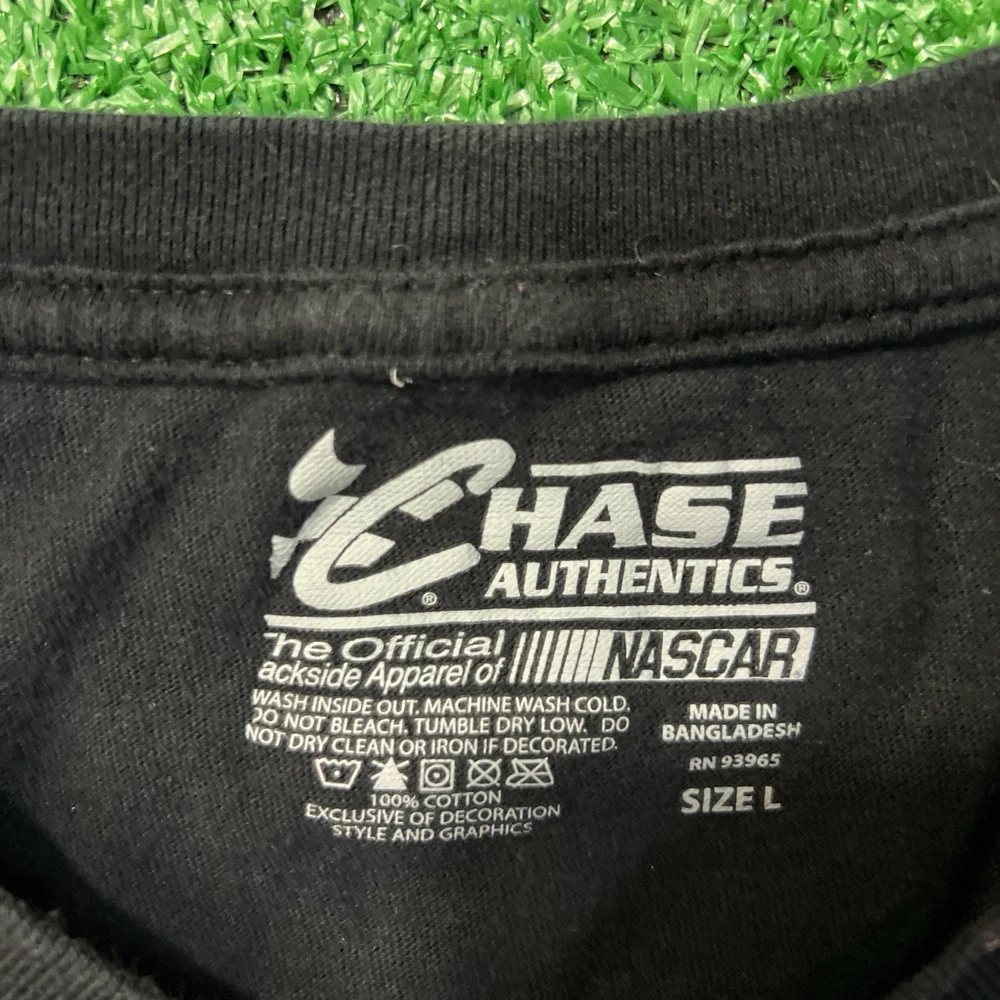 CHASE
AUTHENTICS®
®
The Official
ackside Apparel of NASCAR
WASH INSIDE OUT. MACHINE WASH COLD.
DO NOT BLEACH. TUMBLE DRY LOW. DO
NOT DRY CLEAN OR IRON IF DECORATED.
100% COTTON
EXCLUSIVE OF DECORATION
STYLE AND GRAPHICS
MADE IN
BANGLADESH
RN 93965
SIZE L